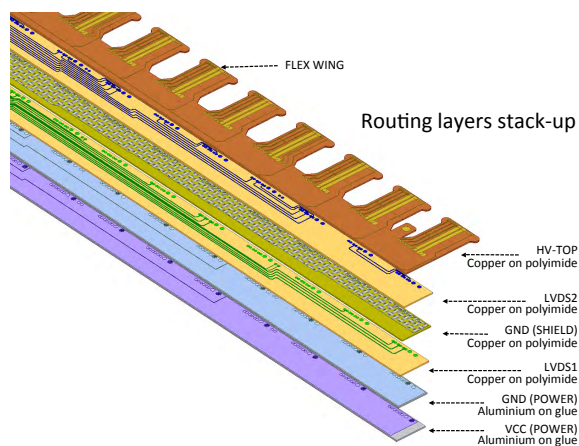 FLEX WING
Routing layers stack-up
HV-TOP
Copper on polyimide
LVDS2
Copper on polyimide
GND (SHIELD)
Copper on polyimide
LVDS1
Copper on polyimide
GND (POWER)
Aluminium on glue
VCC (POWER)
Aluminium on glue